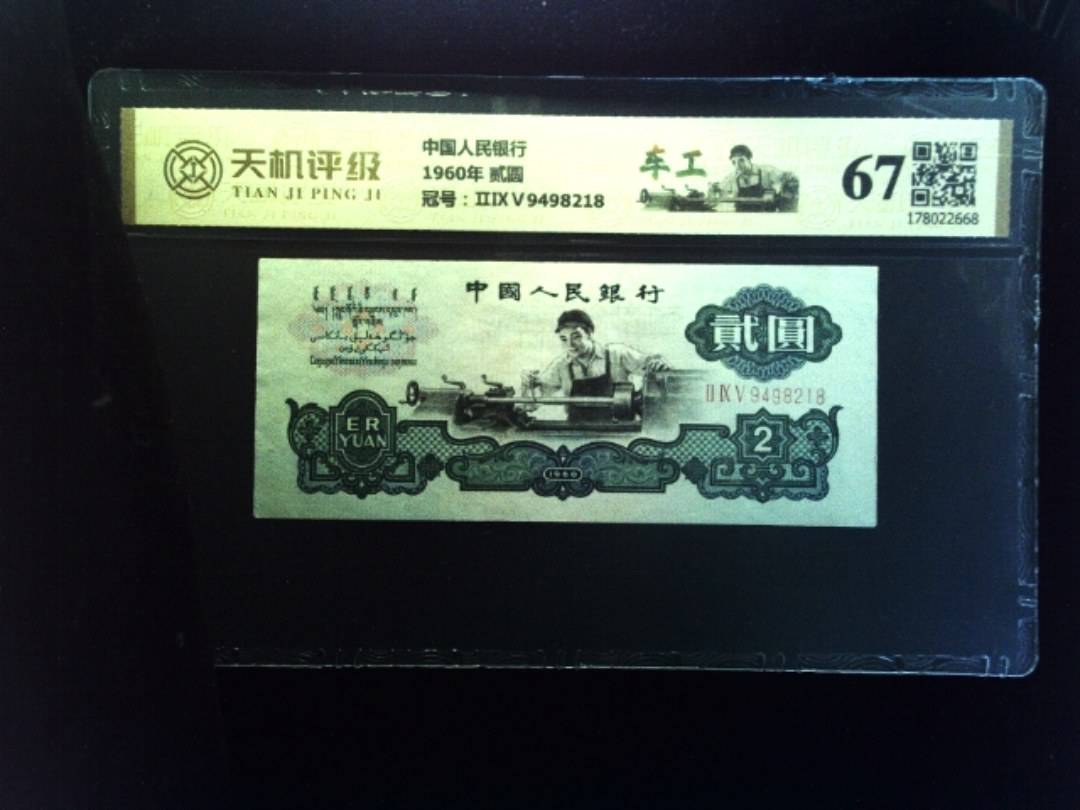 天机评级
TIAN JI PING JI
中国人民银行
1960年 贰圆
冠号：ⅡⅨⅤ9498218
车工
67
178022668
中國人民銀行
貳圓
ⅡⅨⅤ9498218
ER
YUAN
2
1960